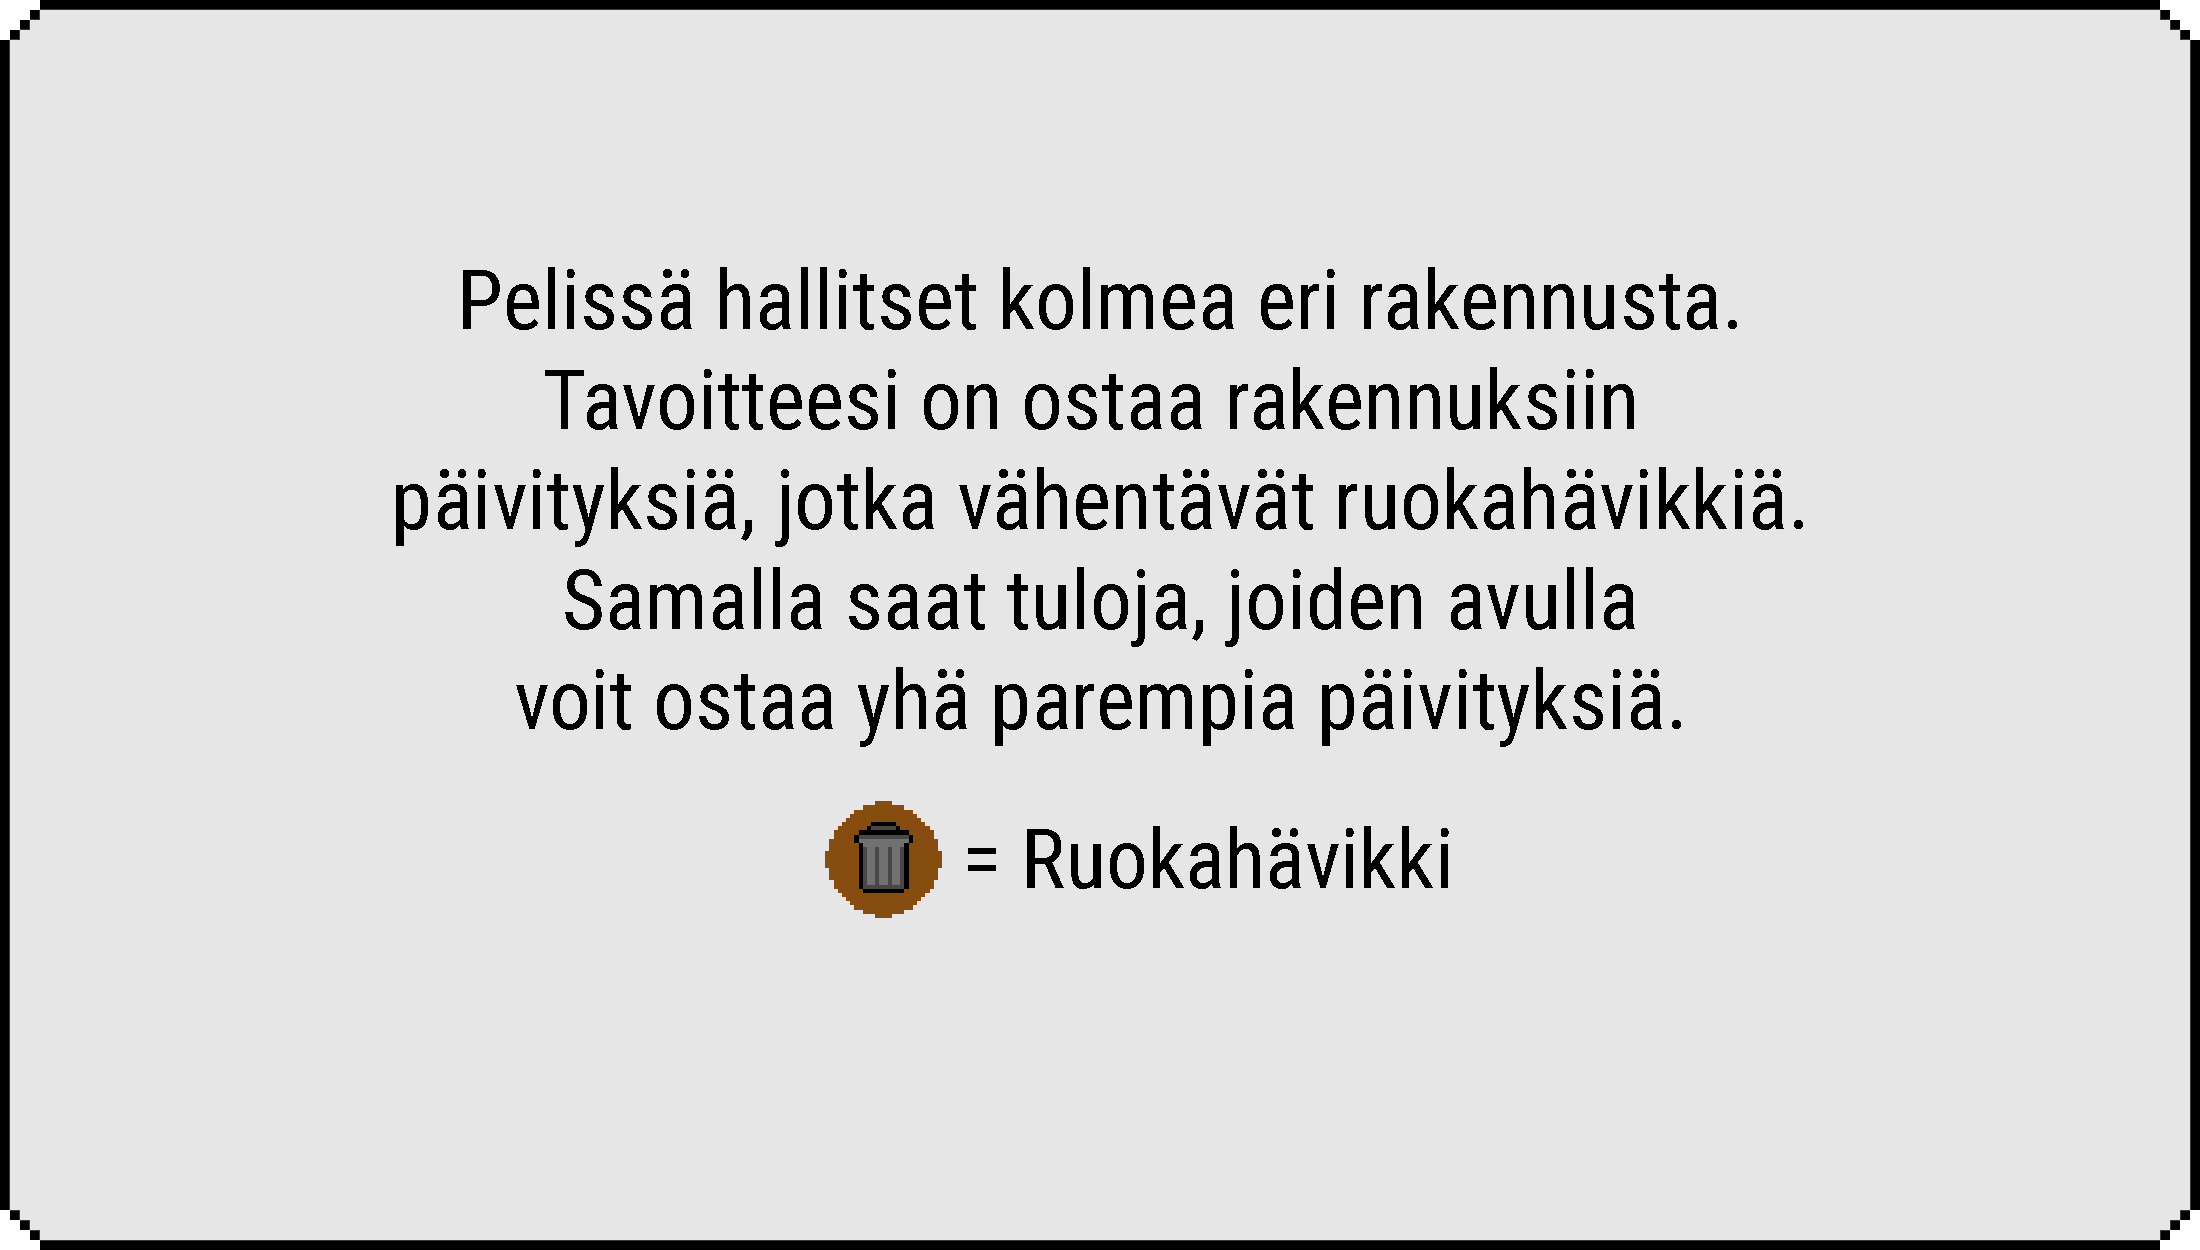 Pelissä hallitset kolmea eri rakennusta.
Tavoitteesi on ostaa rakennuksiin
päivityksiä, jotka vähentävät ruokahävikkiä.
Samalla saat tuloja, joiden avulla
voit ostaa yhä parempia päivityksiä.
= Ruokahävikki